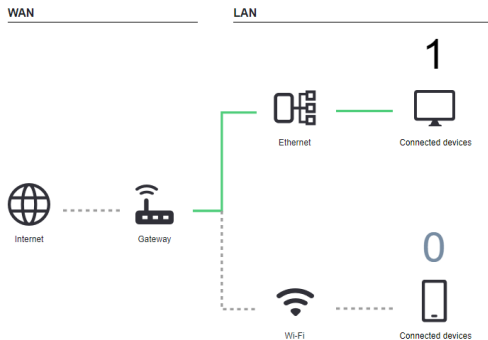 WAN
LAN
1
Ethernet
Connected devices
Internet
Gateway
0
Wi-Fi
Connected devices